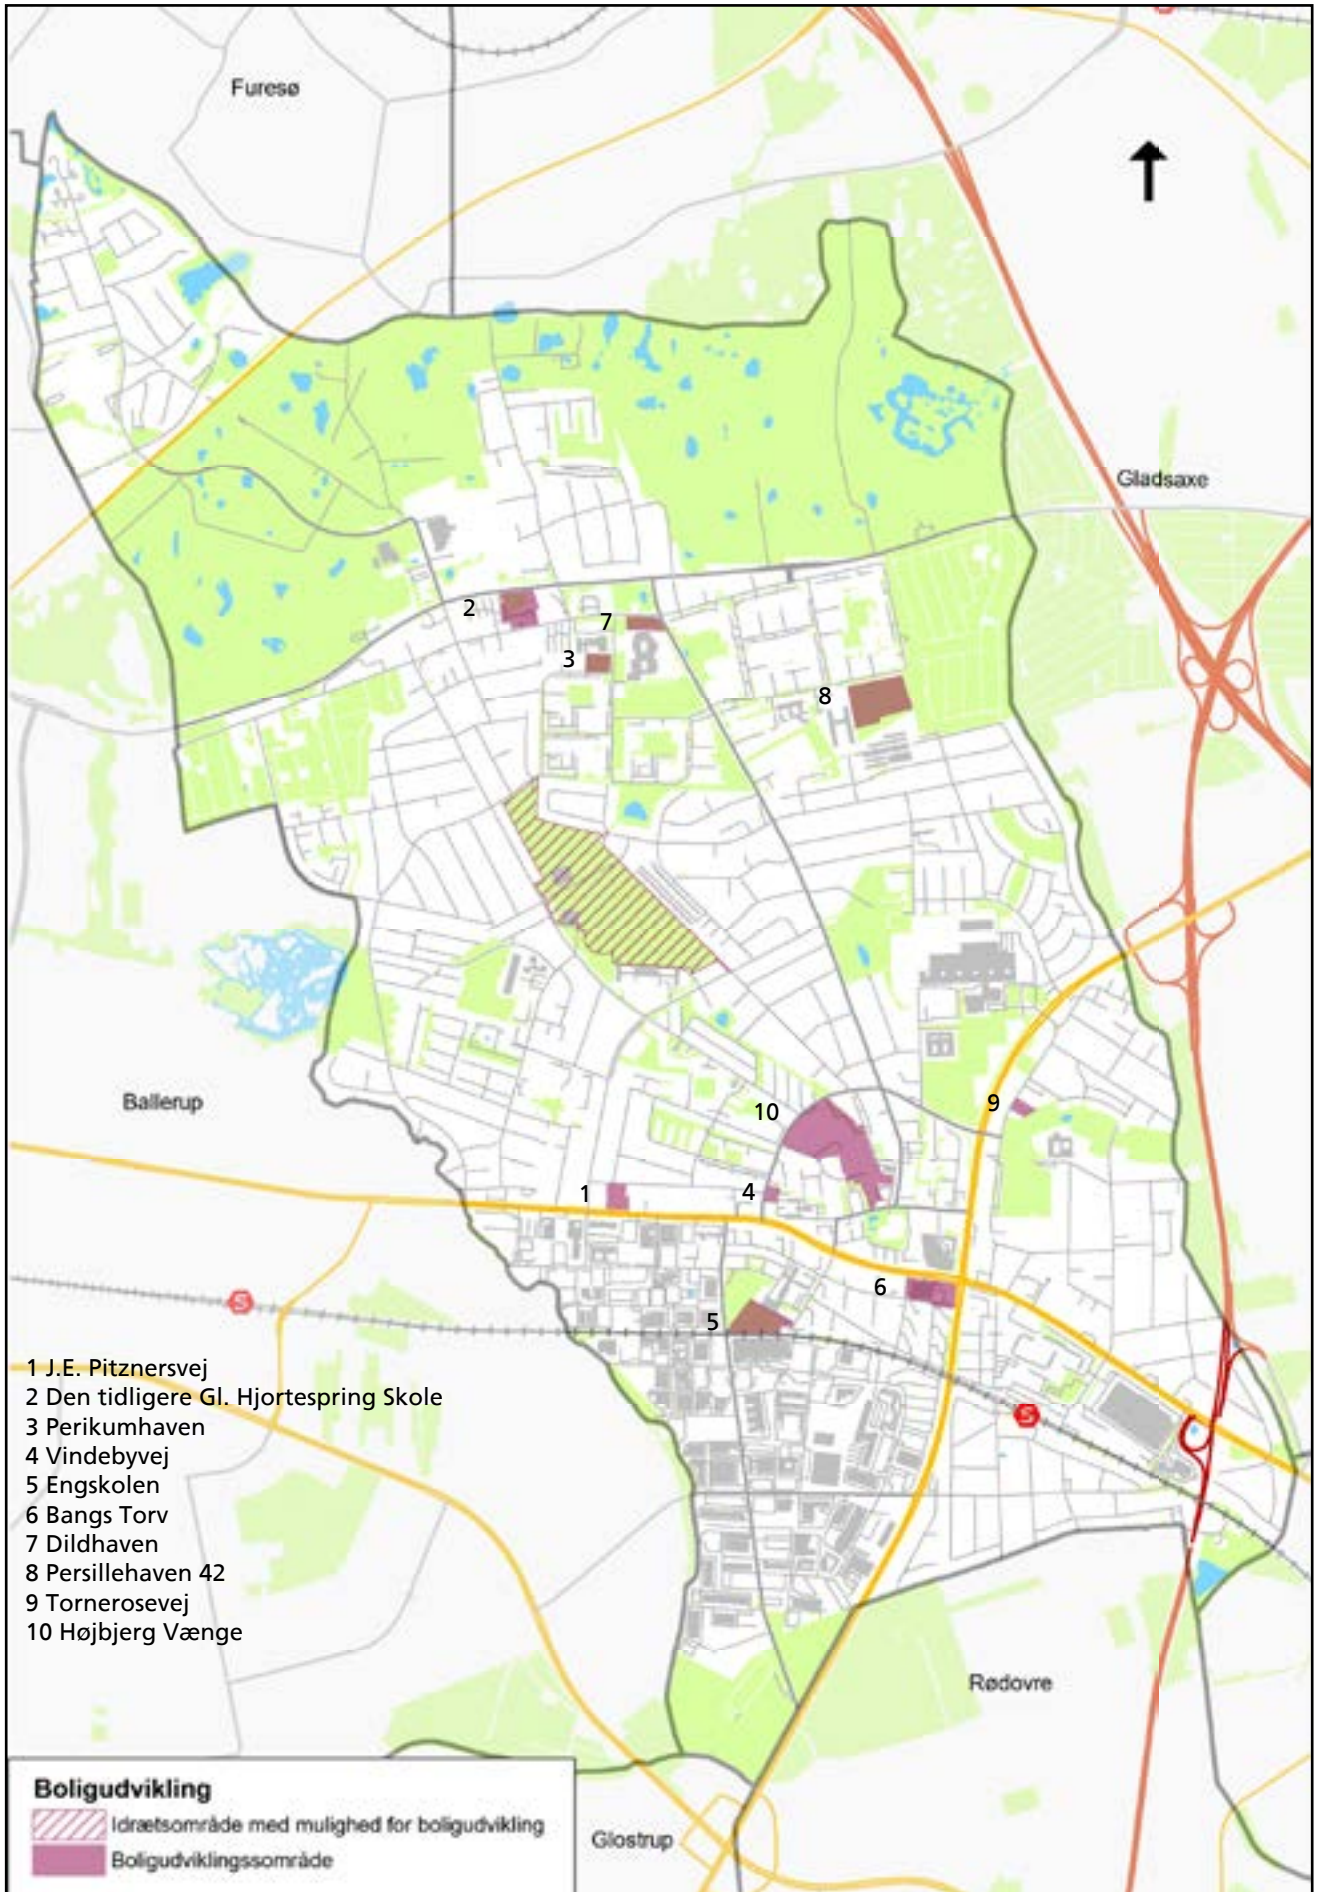 Furesø
Gladsaxe
2
7
3
8
Ballerup
10
9
1
4
6
5
S
S
1 J.E. Pitznersvej
2 Den tidligere Gl. Hjortespring Skole
3 Perikumhaven
4 Vindebyvej
5 Engskolen
6 Bangs Torv
7 Dildhaven
8 Persillehaven 42
9 Tornerosevej
10 Højbjerg Vænge
Rødovre
Glostrup
Boligudvikling
Idrætsområde med mulighed for boligudvikling
Boligudviklingssområde